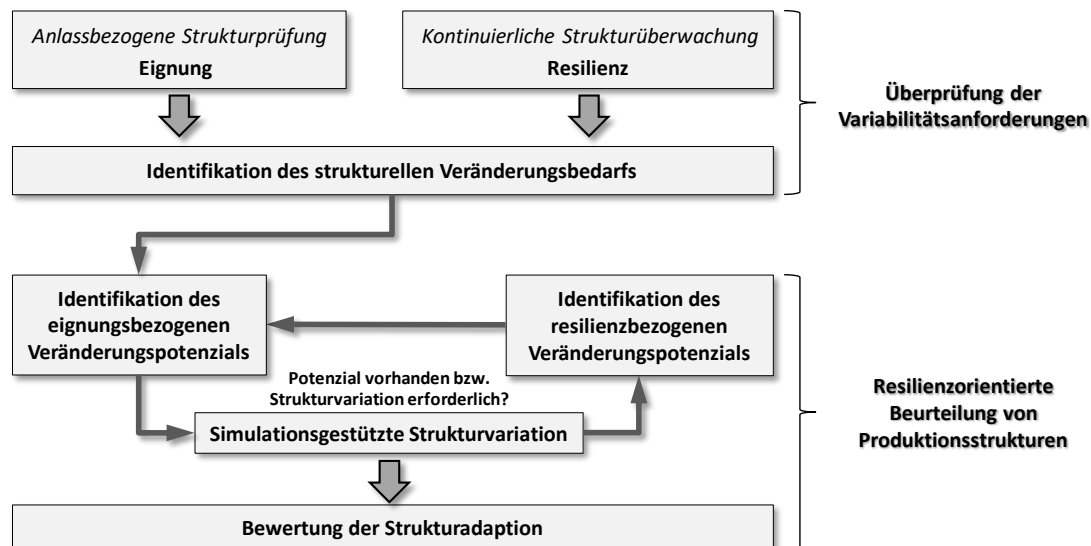 Anlassbezogene Strukturprüfung
Eignung
Kontinuierliche Strukturüberwachung
Resilienz
Überprüfung der
Variabilitätsanforderungen
Identifikation des strukturellen Veränderungsbedarfs
Identifikation des
eignungsbezogenen
Veränderungspotenzials
Identifikation des
resilienzbezogenen
Veränderungspotenzials
Potenzial vorhanden bzw.
Strukturvariation erforderlich?
Simulationsgestützte Strukturvariation
Resilienzorientierte
Beurteilung von
Produktionsstrukturen
Bewertung der Strukturadaption